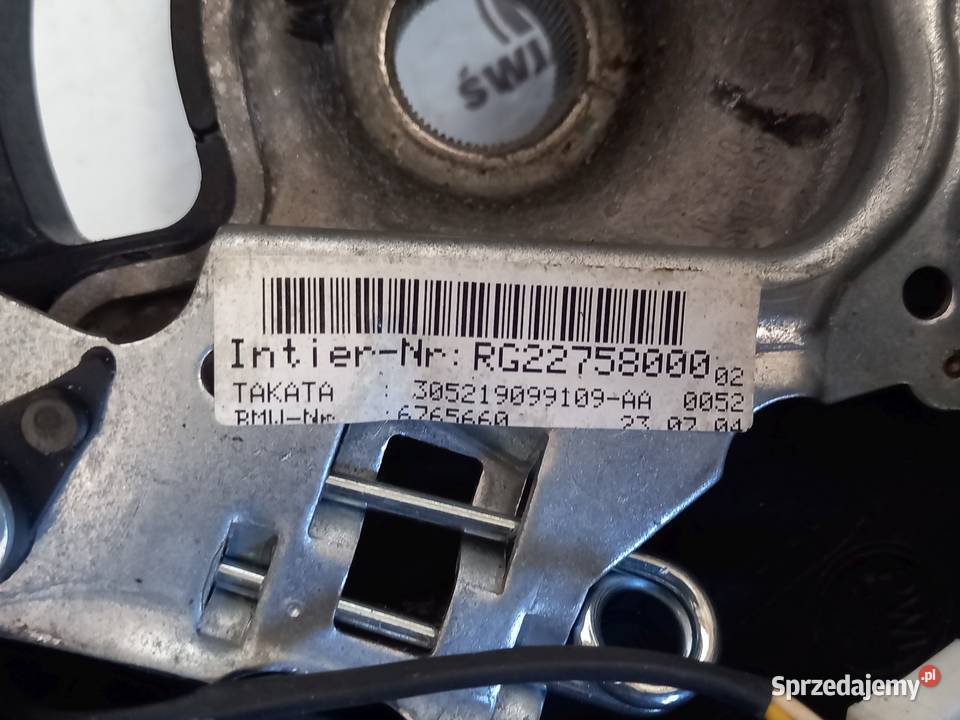 ŚWI
Intier-Nr: RG22758000 02
TAKATA : 305219099109-AA 0052
BMW-Nr : 6765660 23.07.04
Sprzedajemy.pl